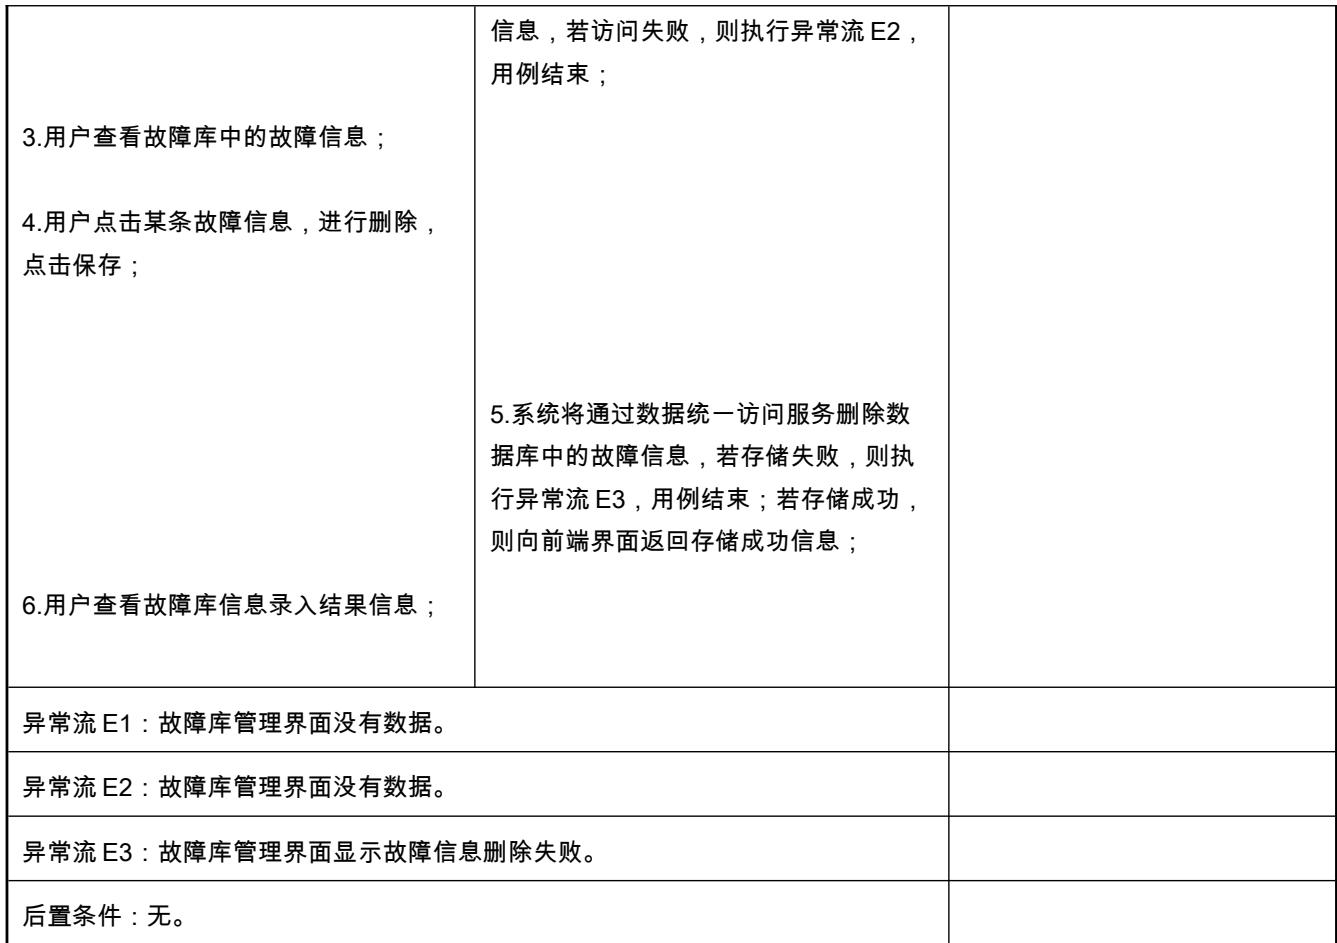 信息，若访问失败，则执行异常流 E2，
用例结束；
3.用户查看故障库中的故障信息；
4.用户点击某条故障信息，进行删除，
点击保存；
5.系统将通过数据统一访问服务删除数
据库中的故障信息，若存储失败，则执
行异常流 E3，用例结束；若存储成功，
则向前端界面返回存储成功信息；
6.用户查看故障库信息录入结果信息；
异常流 E1：故障库管理界面没有数据。
异常流 E2：故障库管理界面没有数据。
异常流 E3：故障库管理界面显示故障信息删除失败。
后置条件：无。